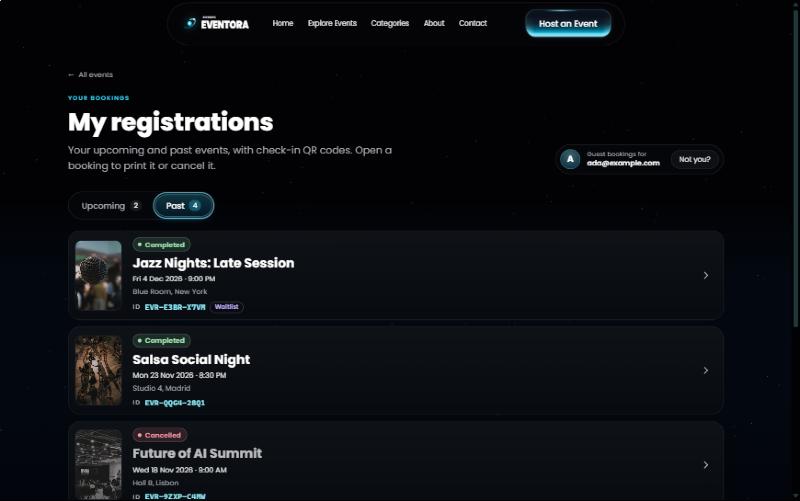 EVENTORA
Home
Explore Events
Categories
About
Contact
Host an Event
← All events
YOUR BOOKINGS
My registrations
Your upcoming and past events, with check-in QR codes. Open a
booking to print it or cancel it.
A
Guest bookings for
ada@example.com
Not you?
Upcoming 2
Past 4
Completed
Jazz Nights: Late Session
Fri 4 Dec 2026 · 9:00 PM
Blue Room, New York
ID EVR-E3BR-X7VM Waitlist
Completed
Salsa Social Night
Mon 23 Nov 2026 · 8:30 PM
Studio 4, Madrid
ID EVR-QQG4-28Q1
Cancelled
Future of AI Summit
Wed 18 Nov 2026 · 9:00 AM
Hall B, Lisbon
ID EVR-9ZXP-C4MW